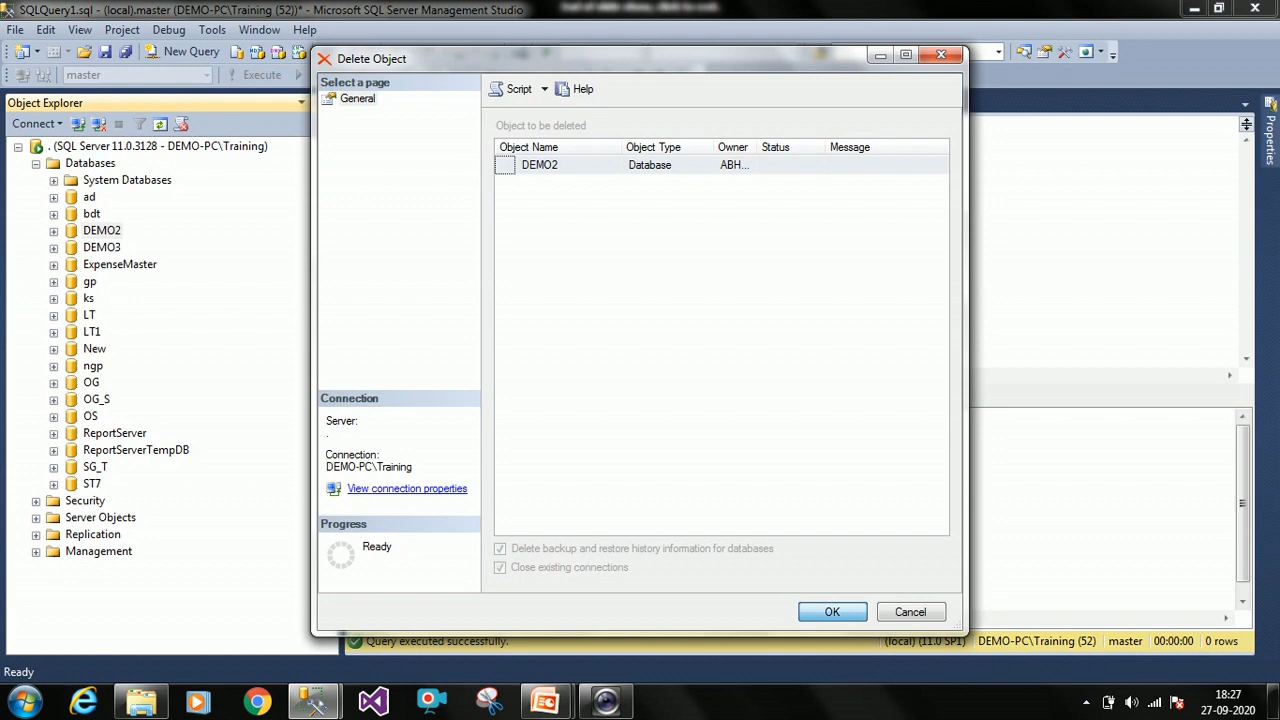 SQLQuery1.sql - (local).master (DEMO-PC\Training (52))* - Microsoft SQL Server Management Studio
File Edit View Project Debug Tools Window Help
New Query
master
Execute
Object Explorer
Connect
. (SQL Server 11.0.3128 - DEMO-PC\Training)
Databases
System Databases
ad
bdt
DEMO2
DEMO3
ExpenseMaster
gp
ks
LT
LT1
New
ngp
OG
OG_S
OS
ReportServer
ReportServerTempDB
SG_T
ST7
Security
Server Objects
Replication
Management
Delete Object
Select a page
General
Script Help
Object to be deleted
Object Name Object Type Owner Status Message
DEMO2 Database ABH...
Connection
Server:
.
Connection:
DEMO-PC\Training
View connection properties
Progress
Ready
Delete backup and restore history information for databases
Close existing connections
OK Cancel
Properties
Query executed successfully. (local) (11.0 SP1) DEMO-PC\Training (52) master 00:00:00 0 rows
Ready
18:27
27-09-2020